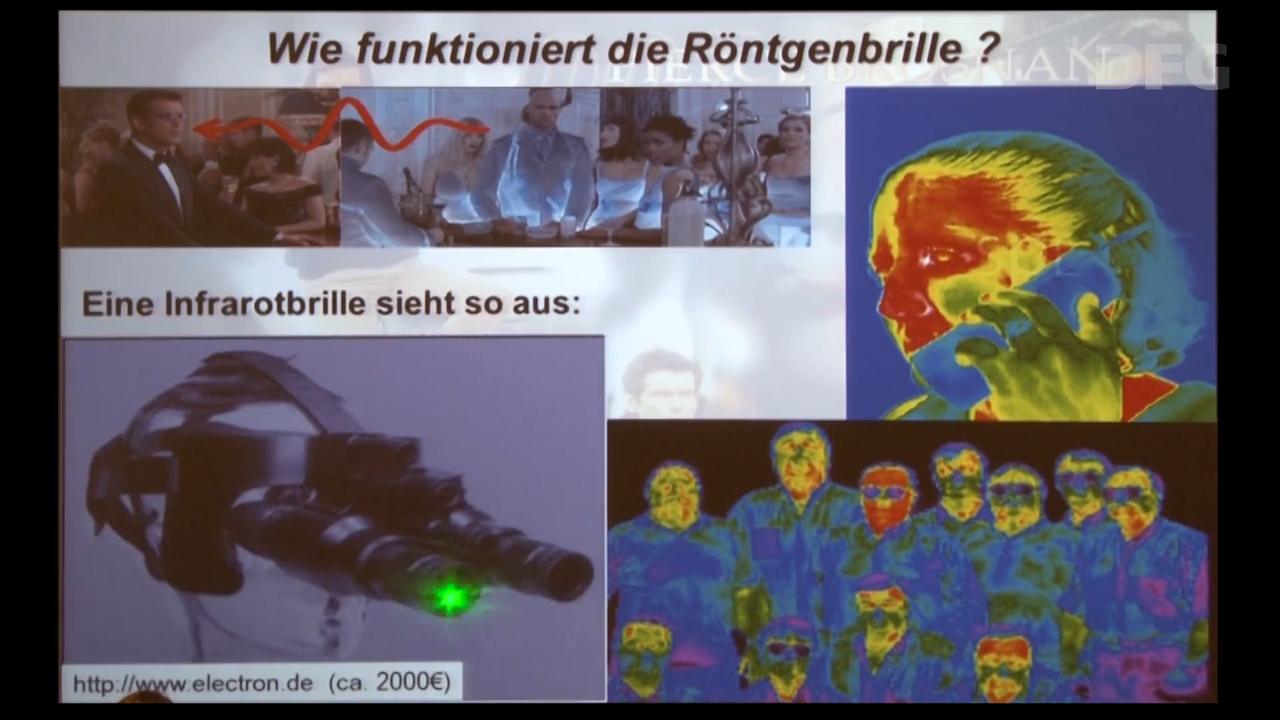 Wie funktioniert die Röntgenbrille ?
PIERCE BROSNAN
DFG
Eine Infrarotbrille sieht so aus:
http://www.electron.de (ca. 2000€)